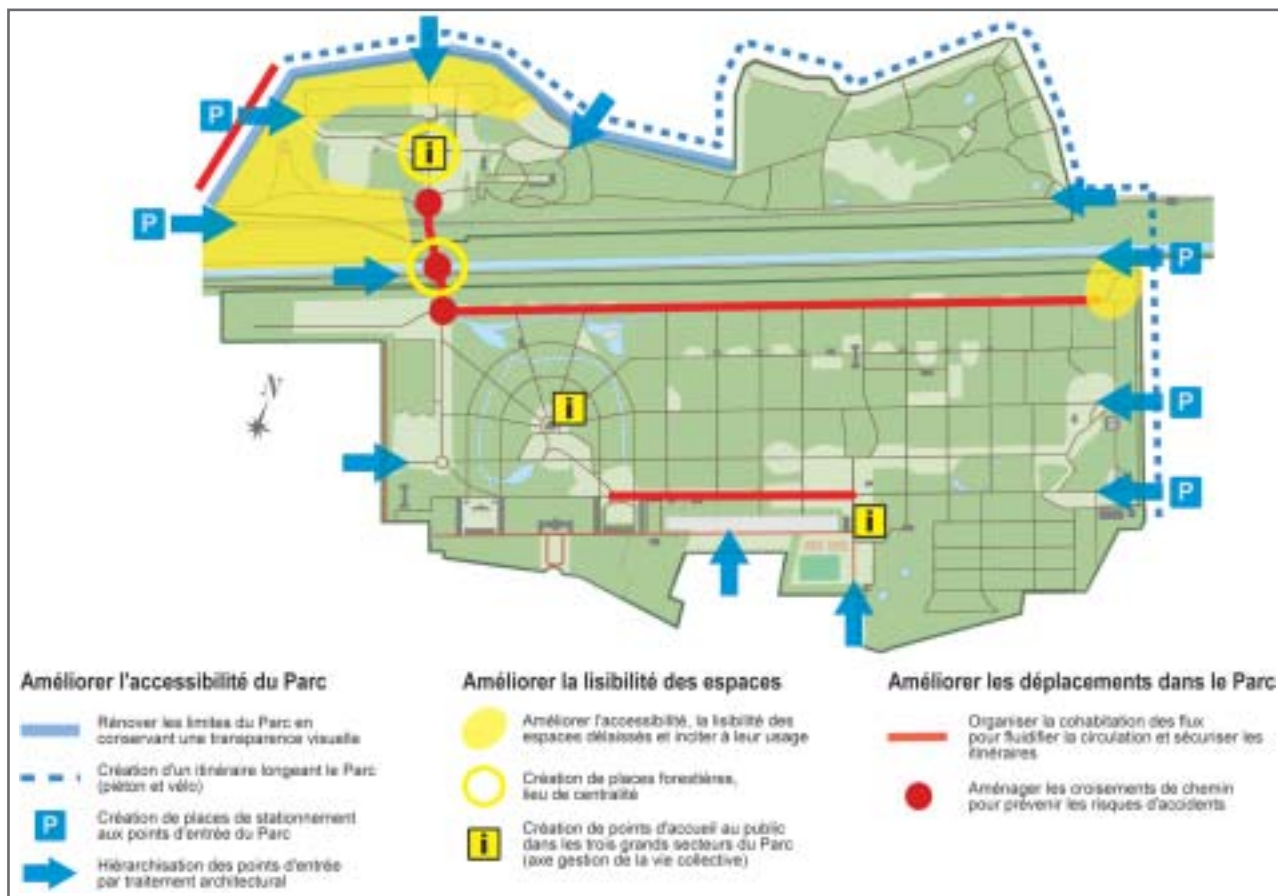 P
i
P
N
P
i
P
P
i
Améliorer l'accessibilité du Parc
Rénover les limites du Parc en
conservant une transparence visuelle
Création d'un itinéraire longeant le Parc
(piéton et vélo)
P
Création de places de stationnement
aux points d'entrée du Parc
Hiérarchisation des points d'entrée
par traitement architectural
Améliorer la lisibilité des espaces
Améliorer l'accessibilité, la lisibilité des
espaces délaissés et inciter à leur usage
Création de places forestières,
lieu de centralité
i
Création de points d'accueil au public
dans les trois grands secteurs du Parc
(axe gestion de la vie collective)
Améliorer les déplacements dans le Parc
Organiser la cohabitation des flux
pour fluidifier la circulation et sécuriser les
itinéraires
Aménager les croisements de chemin
pour prévenir les risques d'accidents